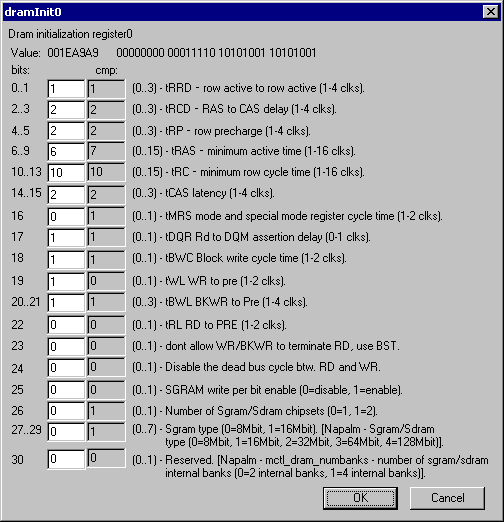 dramInit0
Dram initialization register0
Value: 001EA9A9 00000000 00011110 10101001 10101001
bits: cmp:
0..1 1 1 (0..3) - tRRD - row active to row active (1-4 clks).
2..3 2 2 (0..3) - tRCD - RAS to CAS delay (1-4 clks).
4..5 2 2 (0..3) - tRP - row precharge (1-4 clks).
6..9 6 7 (0..15) - tRAS - minimum active time (1-16 clks).
10..13 10 10 (0..15) - tRC - minimum row cycle time (1-16 clks).
14..15 2 2 (0..3) - tCAS latency (1-4 clks).
16 0 1 (0..1) - tMRS mode and special mode register cycle time (1-2 clks).
17 1 1 (0..1) - tDQR Rd to DQM assertion delay (0-1 clks).
18 1 1 (0..1) - tBWC Block write cycle time (1-2 clks).
19 1 0 (0..1) - tWL WR to pre (1-2 clks).
20..21 1 1 (0..3) - tBWL BKWR to Pre (1-4 clks).
22 0 0 (0..1) - tRL RD to PRE (1-2 clks).
23 0 0 (0..1) - dont allow WR/BKWR to terminate RD, use BST.
24 0 0 (0..1) - Disable the dead bus cycle btw. RD and WR.
25 0 0 (0..1) - SGRAM write per bit enable (0=disable, 1=enable).
26 0 1 (0..1) - Number of Sgram/Sdram chipsets (0=1, 1=2).
27..29 0 1 (0..7) - Sgram type (0=8Mbit, 1=16Mbit). [Napalm - Sgram/Sdram
type (0=8Mbit, 1=16Mbit, 2=32Mbit, 3=64Mbit, 4=128Mbit)].
30 0 0 (0..1) - Reserved. [Napalm - mctl_dram_numbanks - number of sgram/sdram
internal banks (0=2 internal banks, 1=4 internal banks)].
OK Cancel